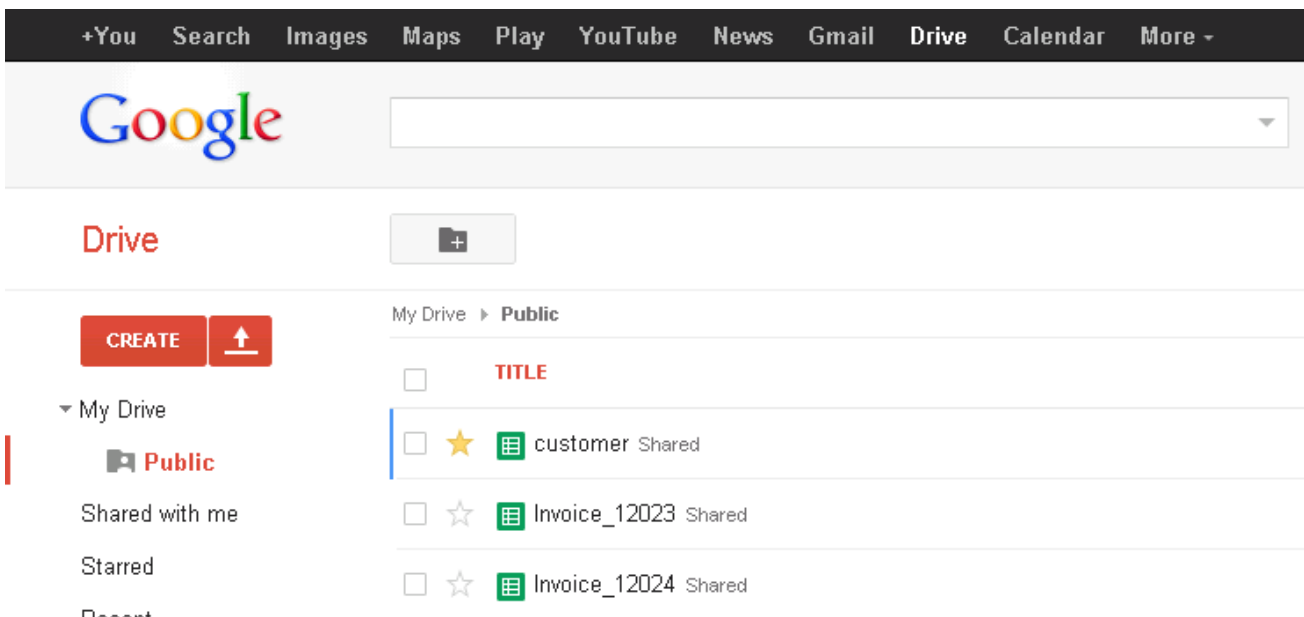 +You Search Images Maps Play YouTube News Gmail Drive Calendar More
Google
Drive
My Drive Public
CREATE
TITLE
My Drive
customer Shared
Public
Shared with me
Invoice_12023 Shared
Starred
Invoice_12024 Shared